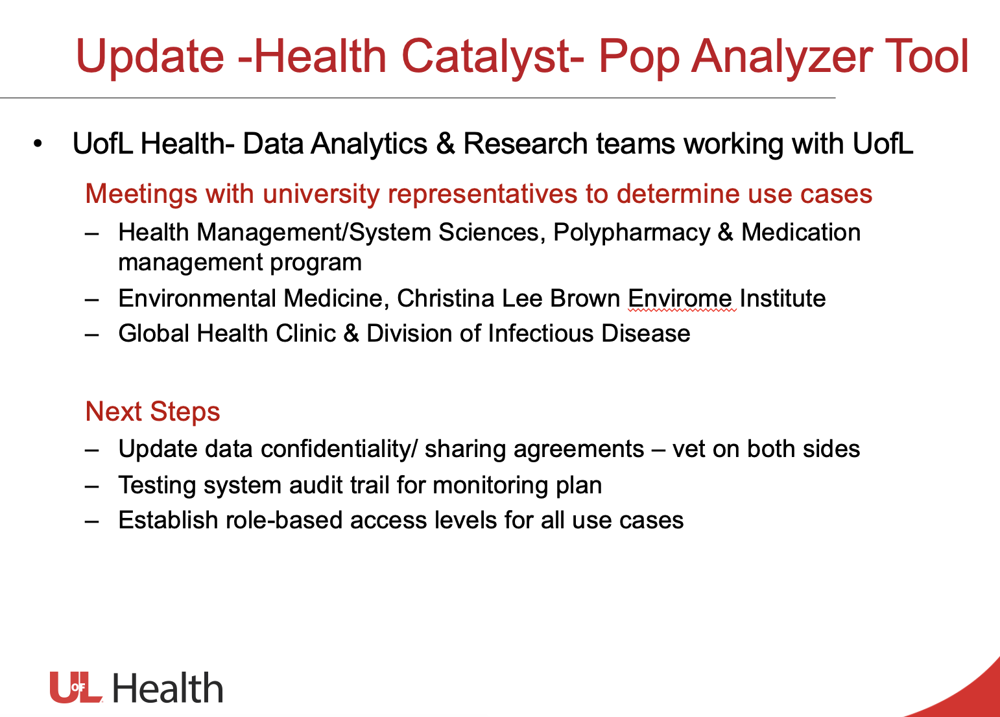 Update -Health Catalyst- Pop Analyzer Tool
• UofL Health- Data Analytics & Research teams working with UofL
Meetings with university representatives to determine use cases
– Health Management/System Sciences, Polypharmacy & Medication
management program
– Environmental Medicine, Christina Lee Brown Envirome Institute
– Global Health Clinic & Division of Infectious Disease
Next Steps
– Update data confidentiality/ sharing agreements – vet on both sides
– Testing system audit trail for monitoring plan
– Establish role-based access levels for all use cases
UOFL Health